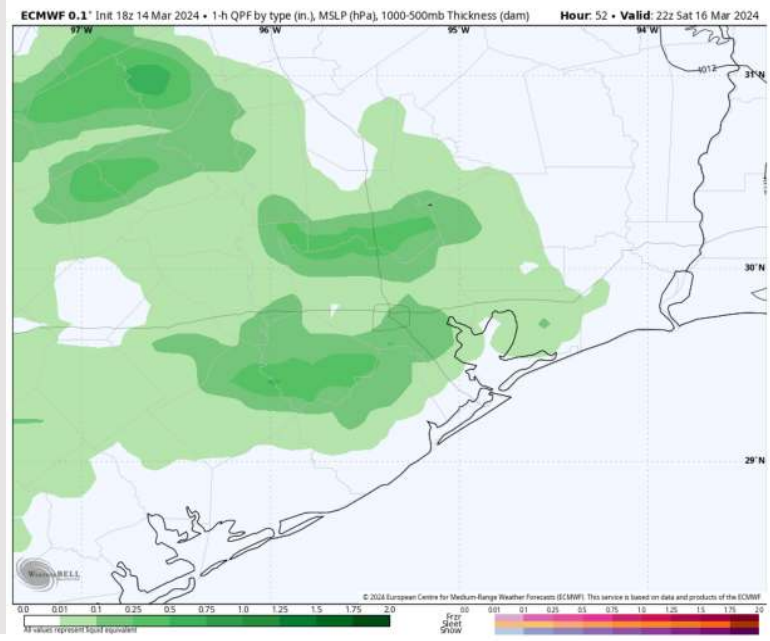 ECMWF 0.1° Init 18z 14 Mar 2024 • 1-h QPF by type (in.), MSLP (hPa), 1000-500mb Thickness (dam) Hour: 52 • Valid: 22z Sat 16 Mar 2024
97°W 96°W 95°W 94°W
1012
31°N
30°N
29°N
WeatherBELL
© 2024 European Centre for Medium-Range Weather Forecasts (ECMWF). This service is based on data and products of the ECMWF
0.0 0.01 0.1 0.25 0.5 0.75 1.0 1.25 1.5 1.75 2.0
All values represent liquid equivalent
0.0 0.01 0.1 0.25 0.5 0.75 1.0 1.25 1.5 1.75 2.0
Frzr
Sleet
Snow